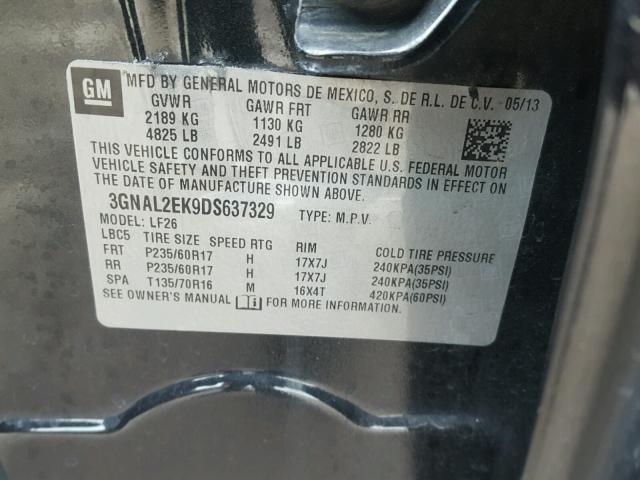 GM
MFD BY GENERAL MOTORS DE MEXICO, S. DE R.L. DE C.V. 05/13
GVWR GAWR FRT GAWR RR
2189 KG 1130 KG 1280 KG
4825 LB 2491 LB 2822 LB
THIS VEHICLE CONFORMS TO ALL APPLICABLE U.S. FEDERAL MOTOR
VEHICLE SAFETY AND THEFT PREVENTION STANDARDS IN EFFECT ON
THE DATE OF MANUFACTURE SHOWN ABOVE.
3GNAL2EK9DS637329 TYPE: M.P.V.
MODEL: LF26
LBC5 TIRE SIZE SPEED RTG RIM COLD TIRE PRESSURE
FRT P235/60R17 H 17X7J 240KPA(35PSI)
RR P235/60R17 H 17X7J 240KPA(35PSI)
SPA T135/70R16 M 16X4T 420KPA(60PSI)
SEE OWNER'S MANUAL FOR MORE INFORMATION.